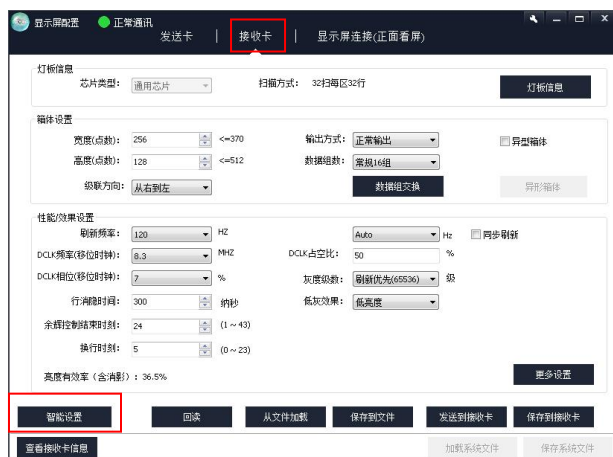 显示屏配置 正常通讯
发送卡 | 接收卡 | 显示屏连接(正面看屏)
灯板信息
芯片类型: 通用芯片 扫描方式: 32扫每区32行 灯板信息
箱体设置
宽度(点数): 256 <=370 输出方式: 正常输出 异型箱体
高度(点数): 128 <=512 数据组数: 常规16组
级联方向: 从右到左 数据组交换 异形箱体
性能/效果设置
刷新频率: 120 HZ Auto Hz 同步刷新
DCLK频率(移位时钟): 8.3 MHZ DCLK占空比: 50 %
DCLK相位(移位时钟): 7 % 灰度级数: 刷新优先(65536) 级
行消隐时间: 300 纳秒 低灰效果: 低亮度
余辉控制结束时刻: 24 (1 ~ 43)
换行时刻: 5 (0 ~ 23)
亮度有效率(含消影): 36.5% 更多设置
智能设置 回读 从文件加载 保存到文件 发送到接收卡 保存到接收卡
查看接收卡信息 加载系统文件 保存系统文件